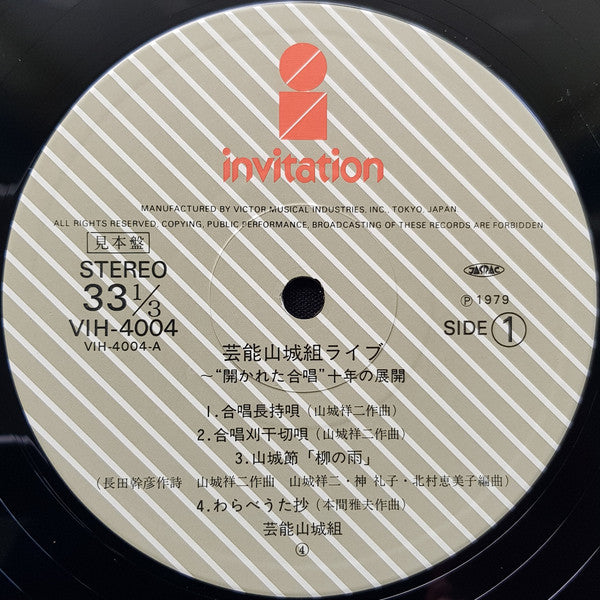 invitation
MANUFACTURED BY VICTOR MUSICAL INDUSTRIES, INC., TOKYO, JAPAN
ALL RIGHTS RESERVED, COPYING, PUBLIC PERFORMANCE, BROADCASTING OF THESE RECORDS ARE FORBIDDEN
見本盤
STEREO
33 1/3
VIH-4004
VIH-4004-A
JASRAC
Ⓟ 1979
SIDE ①
芸能山城組ライブ
〜“開かれた合唱”十年の展開
1.合唱長持唄(山城祥二作曲)
2.合唱刈干切唄(山城祥二作曲)
3.山城節「柳の雨」
(長田幹彦作詩 山城祥二作曲 山城祥二・神 礼子・北村恵美子編曲)
4.わらべうた抄(本間雅夫作曲)
芸能山城組
④